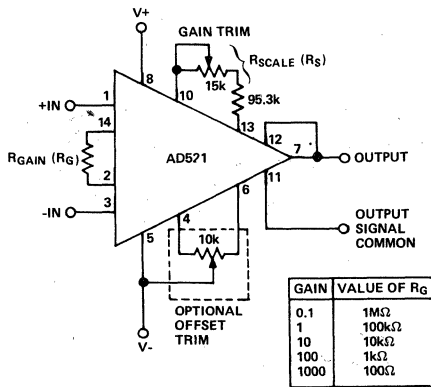 V+
GAIN TRIM
RSCALE (RS)
15k
8
10
95.3k
1
+IN
14
13
12
RGAIN (RG)
AD521
7
OUTPUT
2
11
6
-IN
3
4
OUTPUT
SIGNAL
COMMON
5
10k
OPTIONAL
OFFSET
TRIM
V-
GAIN VALUE OF RG
0.1 1MΩ
1 100kΩ
10 10kΩ
100 1kΩ
1000 100Ω